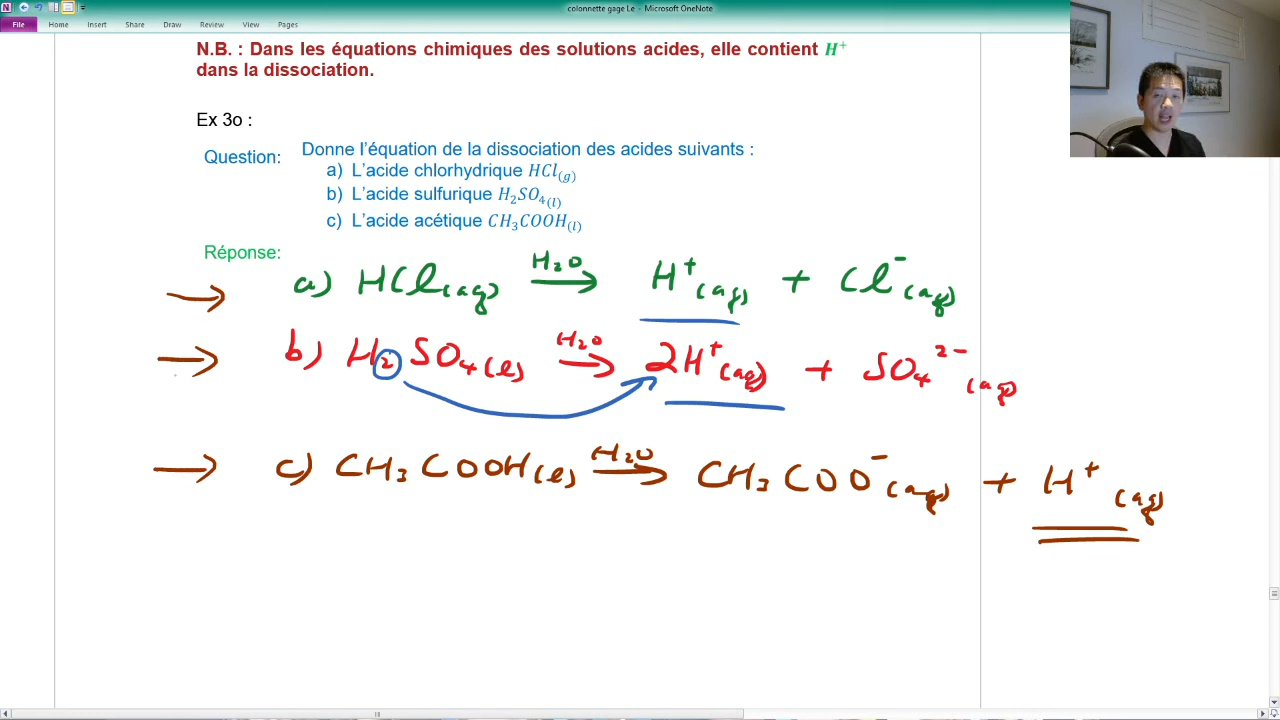 colonnette gage Le - Microsoft OneNote
File Home Insert Share Draw Review View Pages
N.B. : Dans les équations chimiques des solutions acides, elle contient H⁺
dans la dissociation.
Ex 3o :
Question: Donne l'équation de la dissociation des acides suivants :
a) L'acide chlorhydrique HCl(g)
b) L'acide sulfurique H₂SO₄(l)
c) L'acide acétique CH₃COOH(l)
Réponse:
→ a) HCl(aq) —H₂O→ H⁺(aq) + Cl⁻(aq)
→ b) H₂SO₄(l) —H₂O→ 2H⁺(aq) + SO₄²⁻(aq)
→ c) CH₃COOH(l) —H₂O→ CH₃COO⁻(aq) + H⁺(aq)